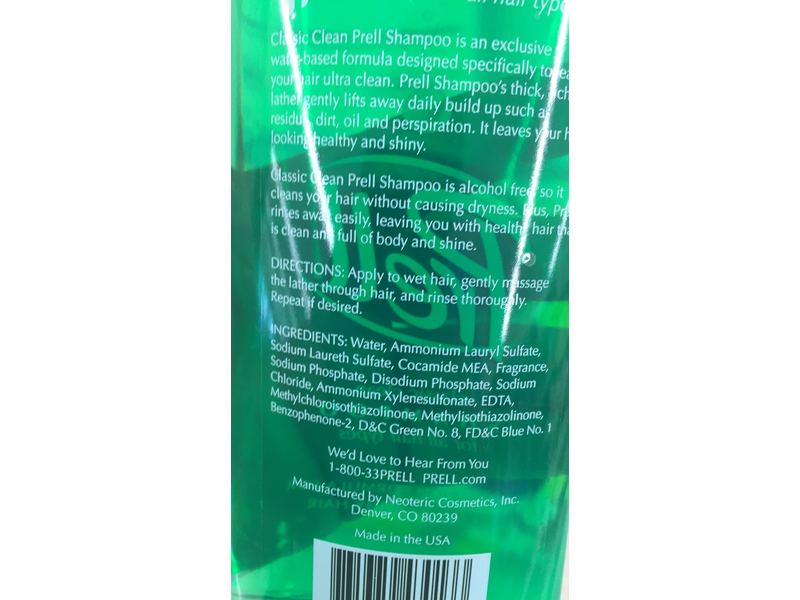 all hair type
Classic Clean Prell Shampoo is an exclusive
water-based formula designed specifically to
your hair ultra clean. Prell Shampoo's thick,
lather gently lifts away daily build up such a
residue, dirt, oil and perspiration. It leaves your h
looking healthy and shiny.
Classic Clean Prell Shampoo is alcohol free so it
cleans your hair without causing dryness. Plus, Pre
rinses away easily, leaving you with healthy hair tha
is clean and full of body and shine.
DIRECTIONS: Apply to wet hair, gently massage
the lather through hair, and rinse thoroughly.
Repeat if desired.
INGREDIENTS: Water, Ammonium Lauryl Sulfate,
Sodium Laureth Sulfate, Cocamide MEA, Fragrance,
Sodium Phosphate, Disodium Phosphate, Sodium
Chloride, Ammonium Xylenesulfonate, EDTA,
Methylchloroisothiazolinone, Methylisothiazolinone,
Benzophenone-2, D&C Green No. 8, FD&C Blue No. 1
We'd Love to Hear From You
1-800-33PRELL PRELL.com
Manufactured by Neoteric Cosmetics, Inc.
Denver, CO 80239
Made in the USA